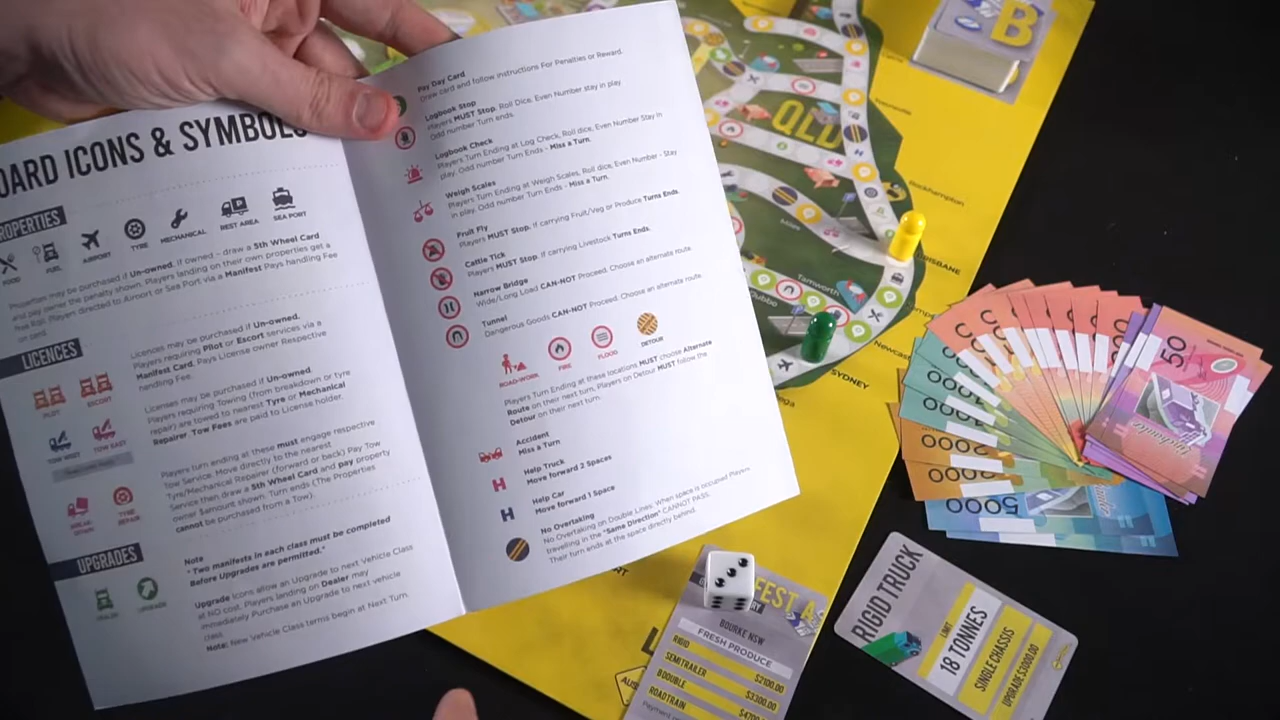 OARD ICONS & SYMBOLS
ROPERTIES
FOOD
FUEL
AIRPORT
TYRE
MECHANICAL
REST AREA
SEA PORT
Properties may be purchased if Un-owned, if owned - draw a 5th Wheel Card
and pay owner the penalty shown. Players landing on their own properties get a
free Roll. Players directed to Airport or Sea Port via a Manifest Pays handling Fee
on card.
LICENCES
PILOT
ESCORT
Licences may be purchased if Un-owned.
Players requiring Pilot or Escort services via a
Manifest Card, Pays License owner Respective
handling Fee.
TOW WEST
TOW EAST
Licenses may be purchased if Un-owned.
Players requiring Towing (from breakdown or tyre
repair) are towed to nearest Tyre or Mechanical
Repairer. Tow Fees are paid to License holder.
BREAK-
DOWN
TYRE
REPAIR
Players turn ending at these must engage respective
Tow Service. Move directly to the nearest
Tyre/Mechanical Repairer (forward or back) Pay Tow
Service then draw a 5th Wheel Card and pay property
owner $amount shown. Turn ends (The Properties
cannot be purchased from a Tow).
UPGRADES
DEALER
UPGRADE
Note
"Two manifests in each class must be completed
Before Upgrades are permitted."
Upgrade Icons allow an Upgrade to next Vehicle Class
at NO cost. Players landing on Dealer may
immediately Purchase an Upgrade to next vehicle
class.
Note: New Vehicle Class terms begin at Next Turn.
Pay Day Card
Draw card and follow instructions For Penalties or Reward.
Logbook Stop
Players MUST Stop, Roll Dice, Even Number stay in play
Odd number Turn ends.
Logbook Check
Players Turn Ending at Log Check, Roll dice, Even Number Stay in
play. Odd number Turn Ends - Miss a Turn.
Weigh Scales
Players Turn Ending at Weigh Scales, Roll dice, Even Number - Stay
in play, Odd number Turn Ends - Miss a Turn.
Fruit Fly
Players MUST Stop, If carrying Fruit/Veg or Produce Turns Ends.
Cattle Tick
Players MUST Stop, if carrying Livestock Turns Ends.
Narrow Bridge
Wide/Long Load CAN-NOT Proceed. Choose an alternate route.
Tunnel
Dangerous Goods CAN-NOT Proceed. Choose an alternate route.
ROAD-WORK
FIRE
FLOOD
DETOUR
Players Turn Ending at these locations MUST choose Alternate
Route on their next turn. Players on Detour MUST follow the
Detour on their next turn.
Accident
Miss a Turn
Help Truck
Move forward 2 Spaces
Help Car
Move forward 1 Space
No Overtaking
No Overtaking on Double Lines: When space is occupied Players
travelling in the "Same Direction" CANNOT PASS.
Their turn ends at the space directly behind.
B
QLD
Rockhampton
BRISBANE
Tamworth
Dubbo
Moree
Newcas
SYDNEY
50
1000
2000
2000
5000
FEST A
BOURKE NSW
FRESH PRODUCE
RIGID
$2100.00
SEMITRAILER
$3300.00
BDOUBLE
ROADTRAIN
RIGID TRUCK
LIMIT
18 TONNES
SINGLE CHASSIS
UPGRADE $3000.00